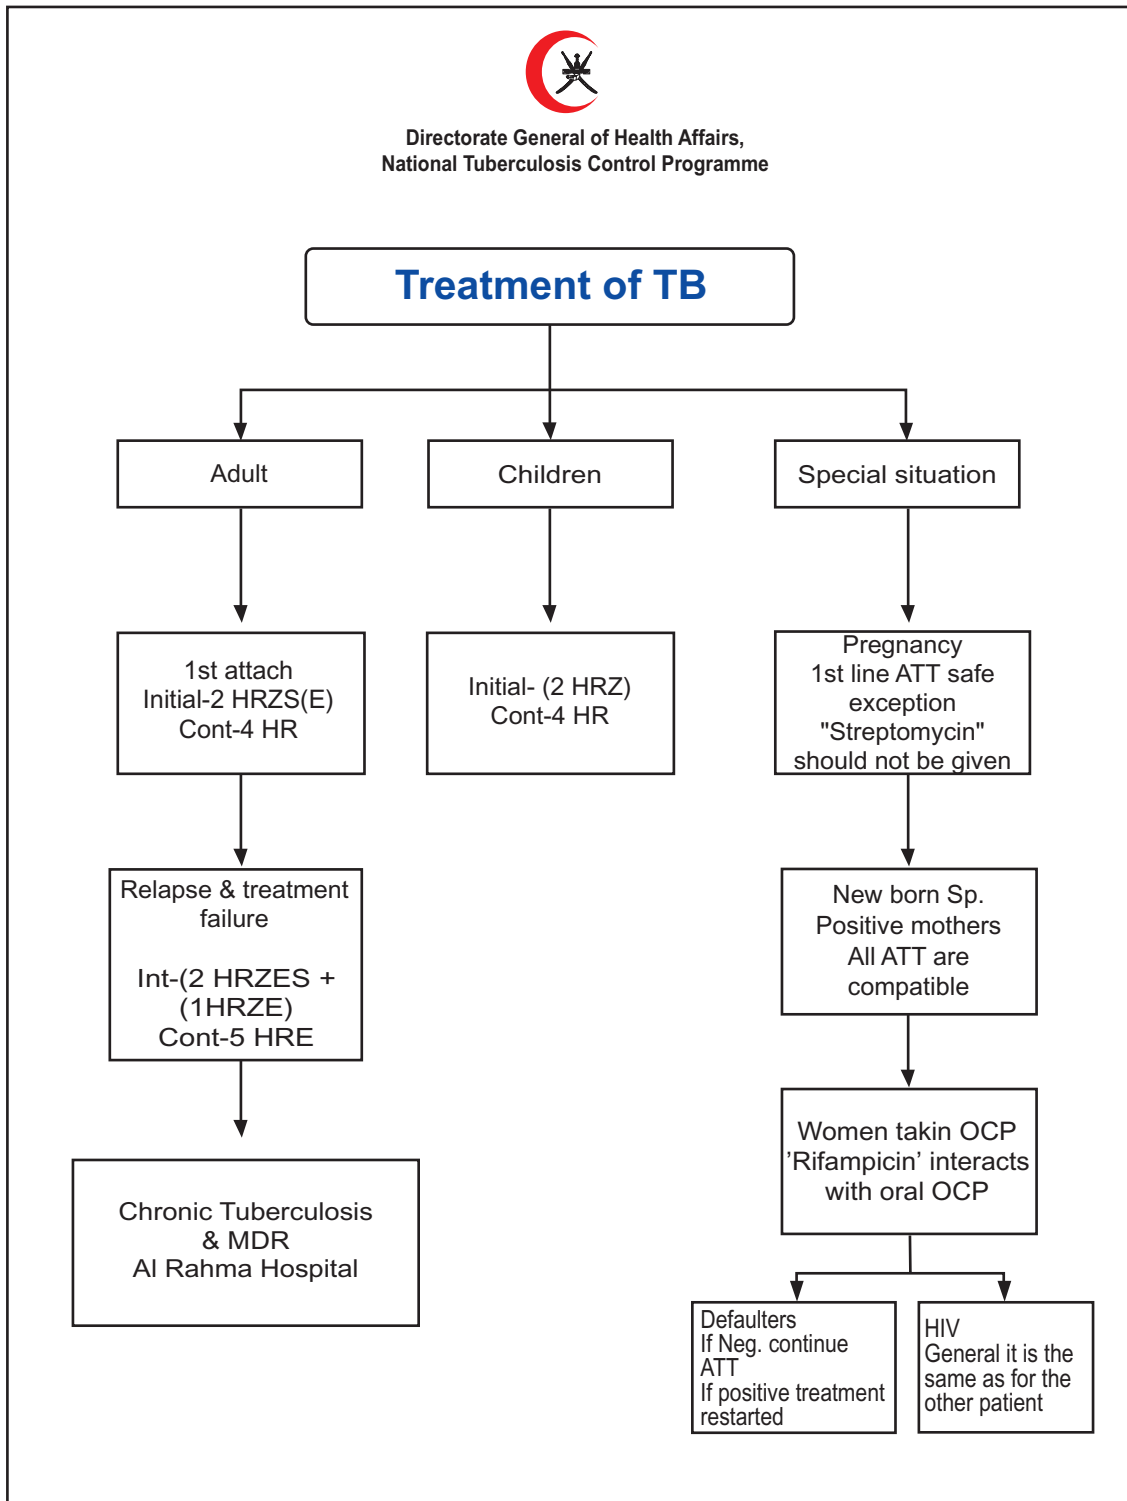 Directorate General of Health Affairs,
National Tuberculosis Control Programme
Treatment of TB
Adult
Children
Special situation
1st attach
Initial-2 HRZS(E)
Cont-4 HR
Initial- (2 HRZ)
Cont-4 HR
Pregnancy
1st line ATT safe
exception
"Streptomycin"
should not be given
Relapse & treatment
failure
Int-(2 HRZES +
(1HRZE)
Cont-5 HRE
New born Sp.
Positive mothers
All ATT are
compatible
Chronic Tuberculosis
& MDR
Al Rahma Hospital
Women takin OCP
’Rifampicin’ interacts
with oral OCP
Defaulters
If Neg. continue
ATT
If positive treatment
restarted
HIV
General it is the
same as for the
other patient